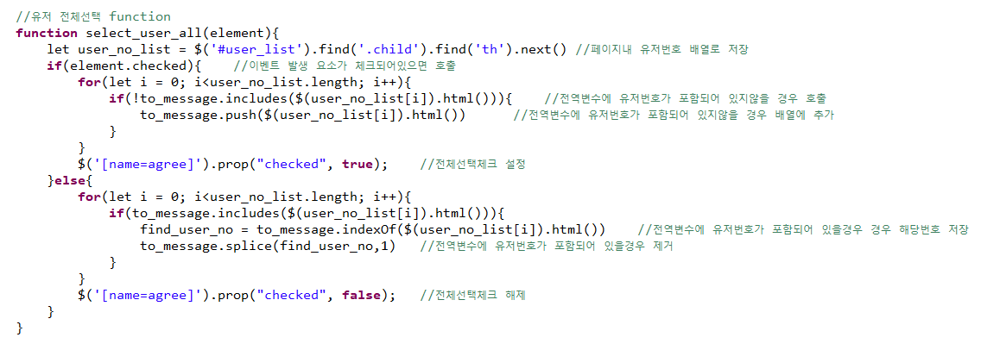 //유저 전체선택 function
function select_user_all(element){
    let user_no_list = $('#user_list').find('.child').find('th').next() //페이지내 유저번호 배열로 저장
    if(element.checked){    //이벤트 발생 요소가 체크되어있으면 호출
        for(let i = 0; i<user_no_list.length; i++){
            if(!to_message.includes($(user_no_list[i]).html())){    //전역변수에 유저번호가 포함되어 있지않을 경우 호출
                to_message.push($(user_no_list[i]).html())      //전역변수에 유저번호가 포함되어 있지않을 경우 배열에 추가
            }
        }
        $('[name=agree]').prop("checked", true);    //전체선택체크 설정
    }else{
        for(let i = 0; i<user_no_list.length; i++){
            if(to_message.includes($(user_no_list[i]).html())){
                find_user_no = to_message.indexOf($(user_no_list[i]).html())    //전역변수에 유저번호가 포함되어 있을경우 경우 해당번호 저장
                to_message.splice(find_user_no,1)   //전역변수에 유저번호가 포함되어 있을경우 제거
            }
        }
        $('[name=agree]').prop("checked", false);   //전체선택체크 해제
    }
}